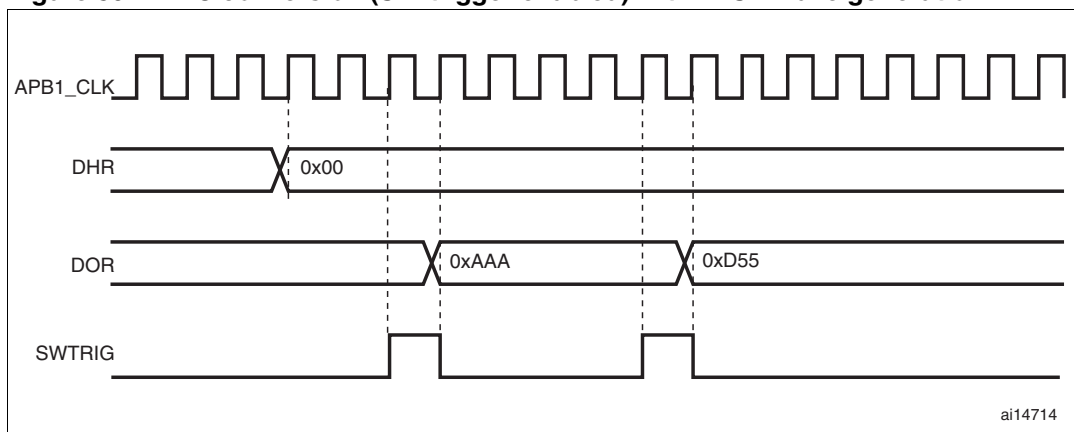 APB1_CLK
DHR
0x00
DOR
0xAAA
0xD55
SWTRIG
ai14714